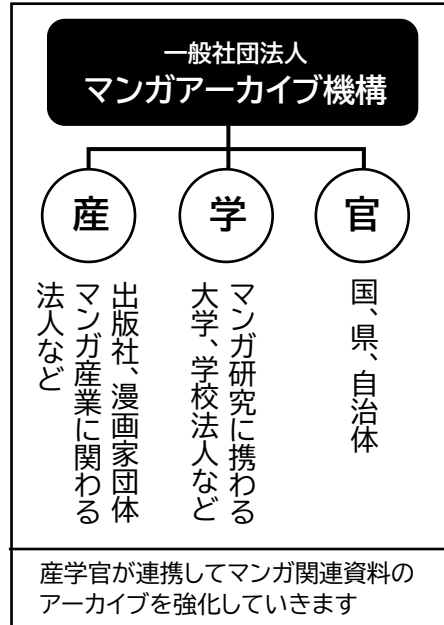 一般社団法人
マンガアーカイブ機構
産
出版社、漫画家団体
マンガ産業に関わる
法人など
学
マンガ研究に携わる
大学、学校法人など
官
国、県、自治体
産学官が連携してマンガ関連資料の
アーカイブを強化していきます